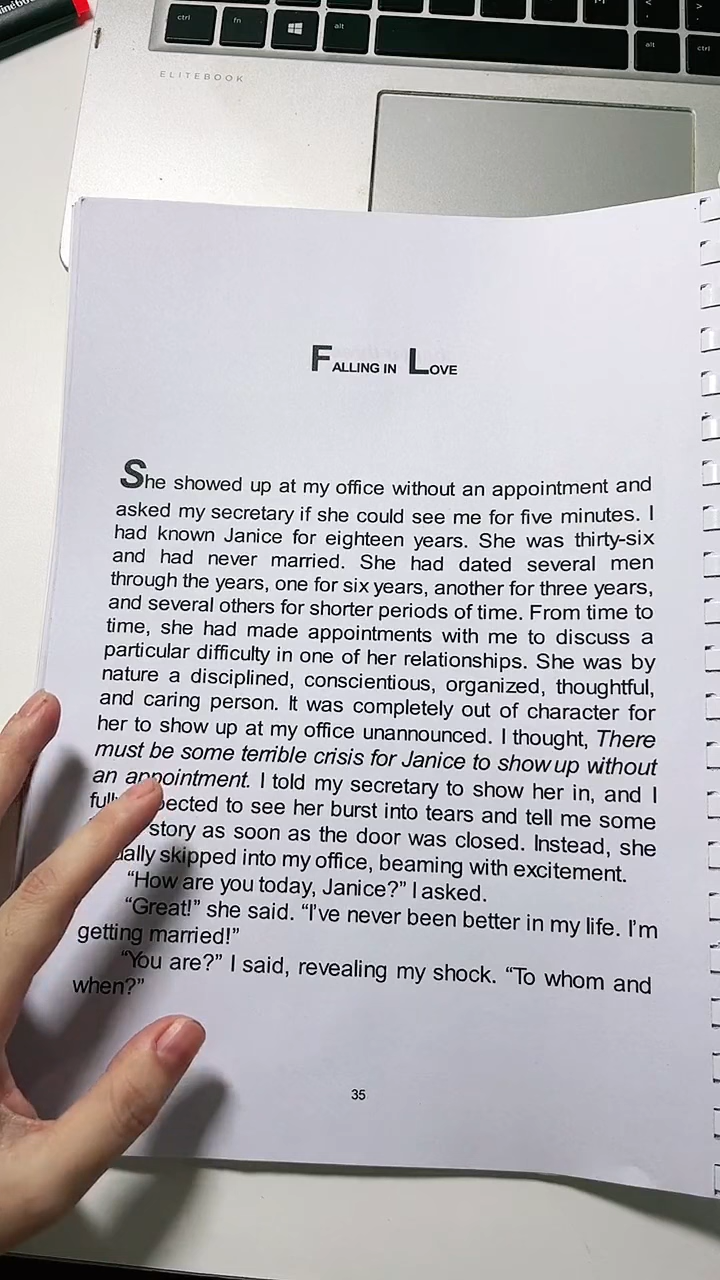 ctrl fn alt alt ctrl
ELITEBOOK
FALLING IN LOVE
She showed up at my office without an appointment and
asked my secretary if she could see me for five minutes. I
had known Janice for eighteen years. She was thirty-six
and had never married. She had dated several men
through the years, one for six years, another for three years,
and several others for shorter periods of time. From time to
time, she had made appointments with me to discuss a
particular difficulty in one of her relationships. She was by
nature a disciplined, conscientious, organized, thoughtful,
and caring person. It was completely out of character for
her to show up at my office unannounced. I thought, There
must be some terrible crisis for Janice to show up without
an appointment. I told my secretary to show her in, and I
pected to see her burst into tears and tell me some
story as soon as the door was closed. Instead, she
ally skipped into my office, beaming with excitement.
“How are you today, Janice?” I asked.
“Great!” she said. “I’ve never been better in my life. I’m
getting married!”
“You are?” I said, revealing my shock. “To whom and
when?”
35